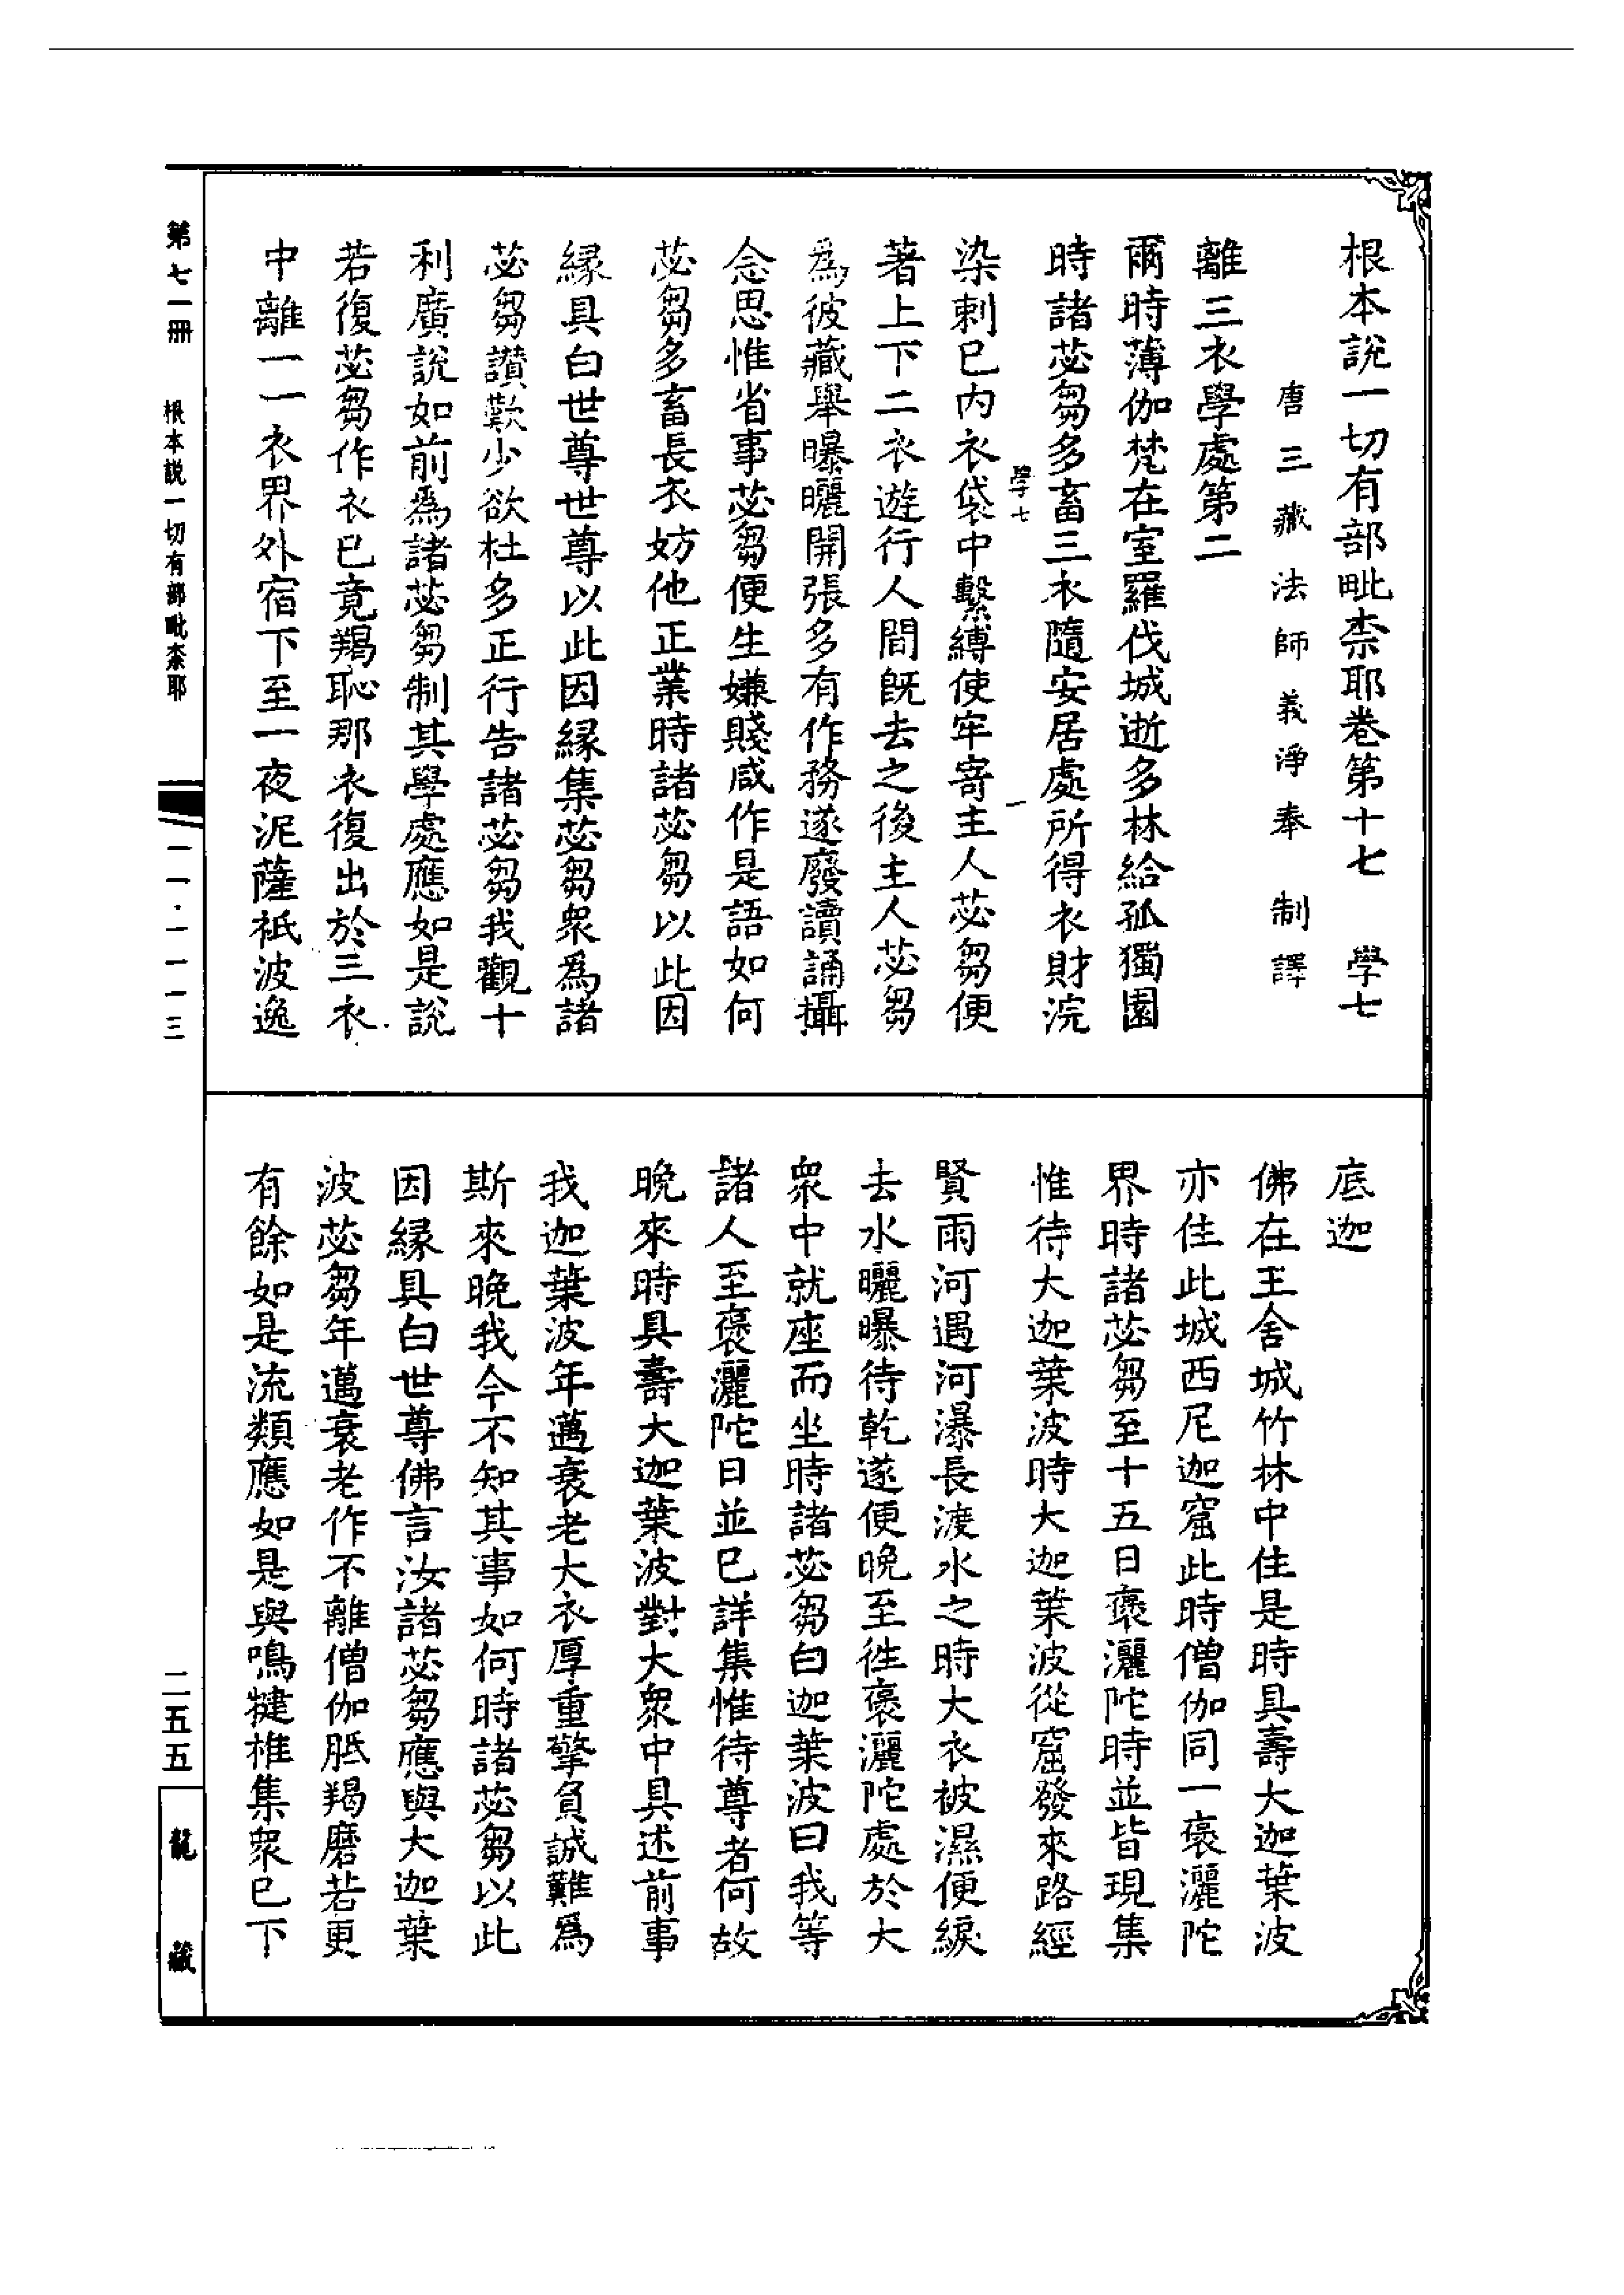 根本說一切有部毗柰耶卷第十七　學七
唐三藏法師義淨奉　制譯
離三衣學處第二
爾時薄伽梵在室羅伐城逝多林給孤獨園
時諸苾芻多畜三衣隨安居處所得衣財浣
學七　一
染刺已內衣袋中繫縛使牢寄主人苾芻便
著上下二衣遊行人間既去之後主人苾芻
為彼藏舉曝曬開張多有作務遂廢讀誦攝
念思惟省事苾芻便生嫌賤咸作是語如何
苾芻多畜長衣妨他正業時諸苾芻以此因
緣具白世尊世尊以此因緣集苾芻眾為諸
苾芻讚歎少欲杜多正行告諸苾芻我觀十
利廣說如前為諸苾芻制其學處應如是說
若復苾芻作衣已竟羯恥那衣復出於三衣
中離一一衣界外宿下至一夜泥薩祇波逸
底迦
佛在王舍城竹林中住是時具壽大迦葉波
亦住此城西尼迦窟此時僧伽同一褒灑陀
界時諸苾芻至十五日褒灑陀時並皆現集
惟待大迦葉波時大迦葉波從窟發來路經
賢雨河遇河瀑長渡水之時大衣被濕便綟
去水曬曝待乾遂便晚至徃褒灑陀處於大
眾中就座而坐時諸苾芻白迦葉波曰我等
諸人至褒灑陀日並已詳集惟待尊者何故
晚來時具壽大迦葉波對大眾中具述前事
我迦葉波年邁衰老大衣厚重擎負誠難為
斯來晚我今不知其事如何時諸苾芻以此
因緣具白世尊佛言汝諸苾芻應與大迦葉
波苾芻年邁衰老作不離僧伽胝羯磨若更
有餘如是流類應如是與鳴犍椎集眾已下
第七一冊　根本說一切有部毗柰耶
二五五
龍藏